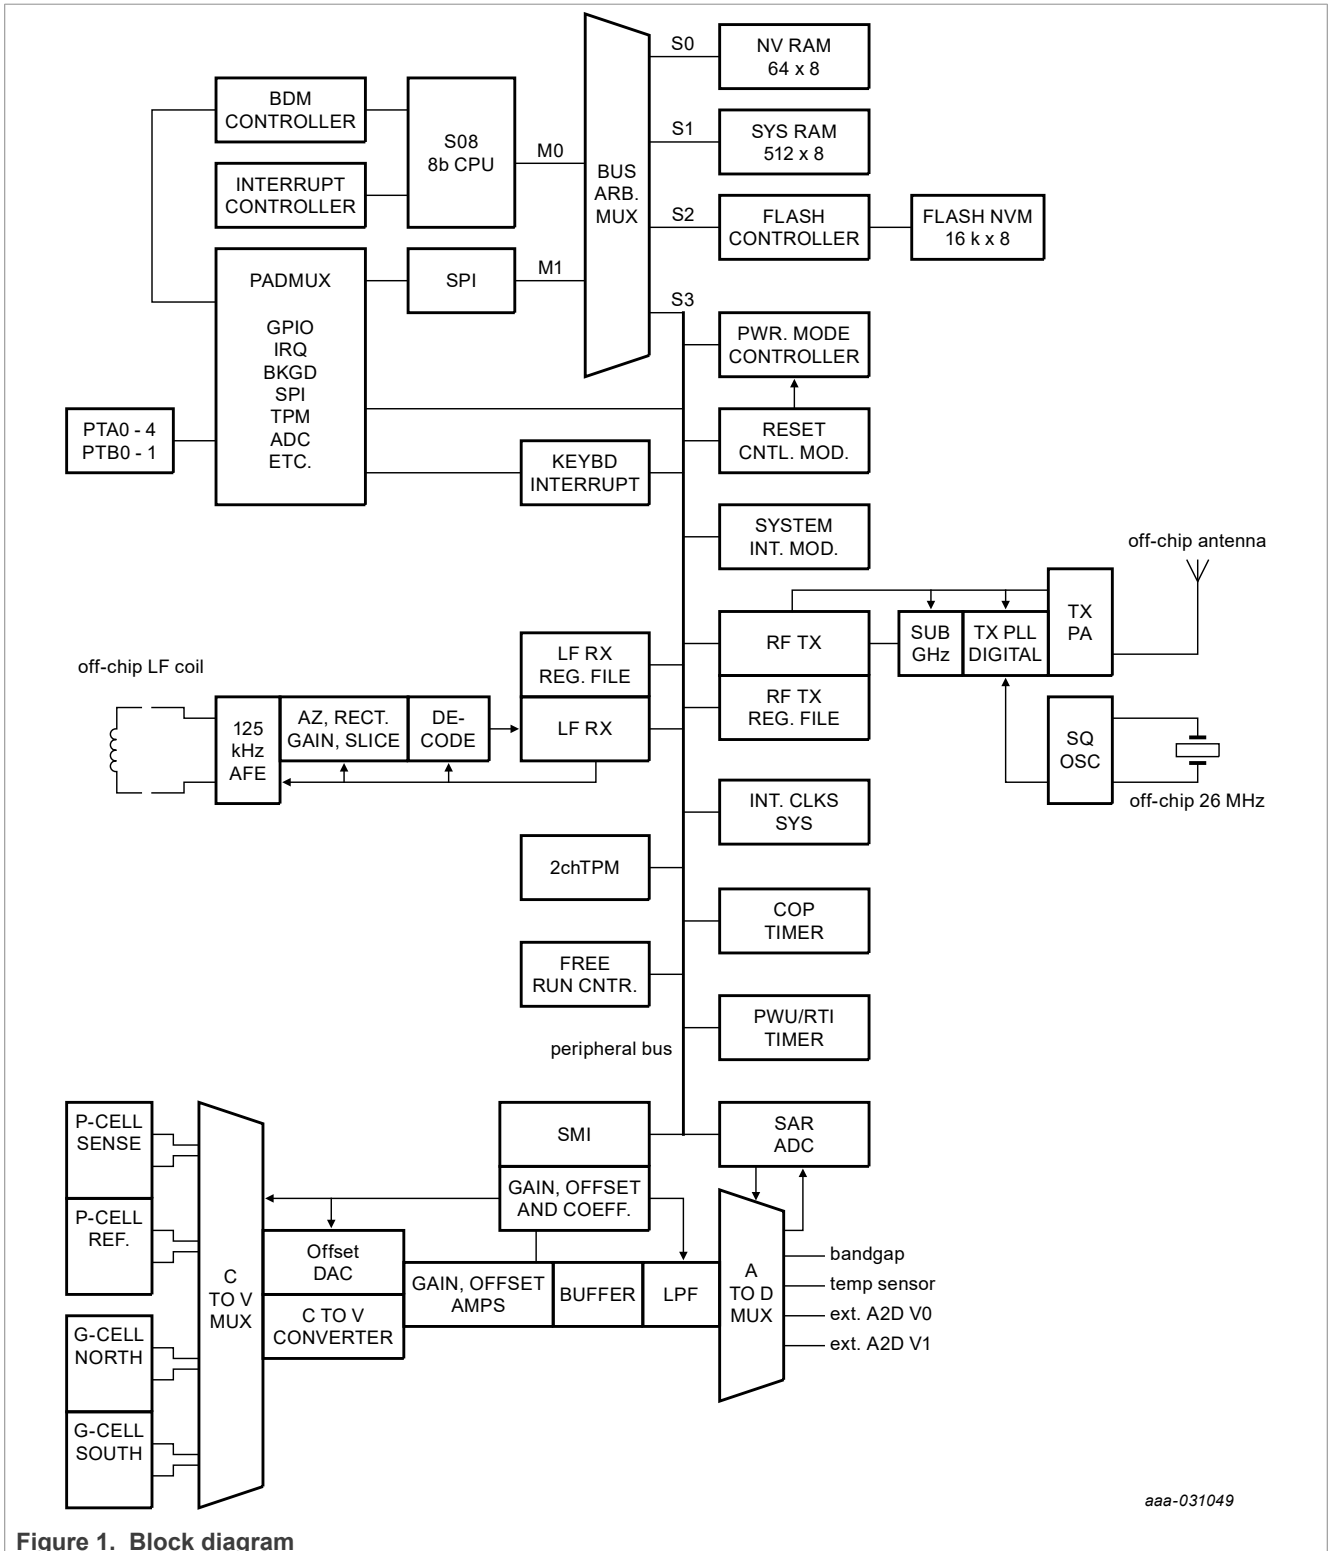 S0
NV RAM
64 x 8
BDM
CONTROLLER
S08
8b CPU
M0
S1
SYS RAM
512 x 8
BUS
ARB.
MUX
INTERRUPT
CONTROLLER
S2
FLASH
CONTROLLER
FLASH NVM
16 k x 8
PADMUX
GPIO
IRQ
BKGD
SPI
TPM
ADC
ETC.
SPI
M1
S3
PWR. MODE
CONTROLLER
PTA0 - 4
PTB0 - 1
RESET
CNTL. MOD.
KEYBD
INTERRUPT
SYSTEM
INT. MOD.
off-chip antenna
TX
PA
RF TX
SUB
GHz
TX PLL
DIGITAL
LF RX
REG. FILE
off-chip LF coil
RF TX
REG. FILE
125
kHz
AFE
AZ, RECT.
GAIN, SLICE
DE-
CODE
LF RX
SQ
OSC
off-chip 26 MHz
INT. CLKS
SYS
2chTPM
COP
TIMER
FREE
RUN CNTR.
PWU/RTI
TIMER
peripheral bus
P-CELL
SENSE
SMI
SAR
ADC
GAIN, OFFSET
AND COEFF.
P-CELL
REF.
Offset
DAC
C
TO V
MUX
GAIN, OFFSET
AMPS
BUFFER
LPF
A
TO D
MUX
bandgap
temp sensor
ext. A2D V0
ext. A2D V1
C TO V
CONVERTER
G-CELL
NORTH
G-CELL
SOUTH
aaa-031049
Figure 1. Block diagram